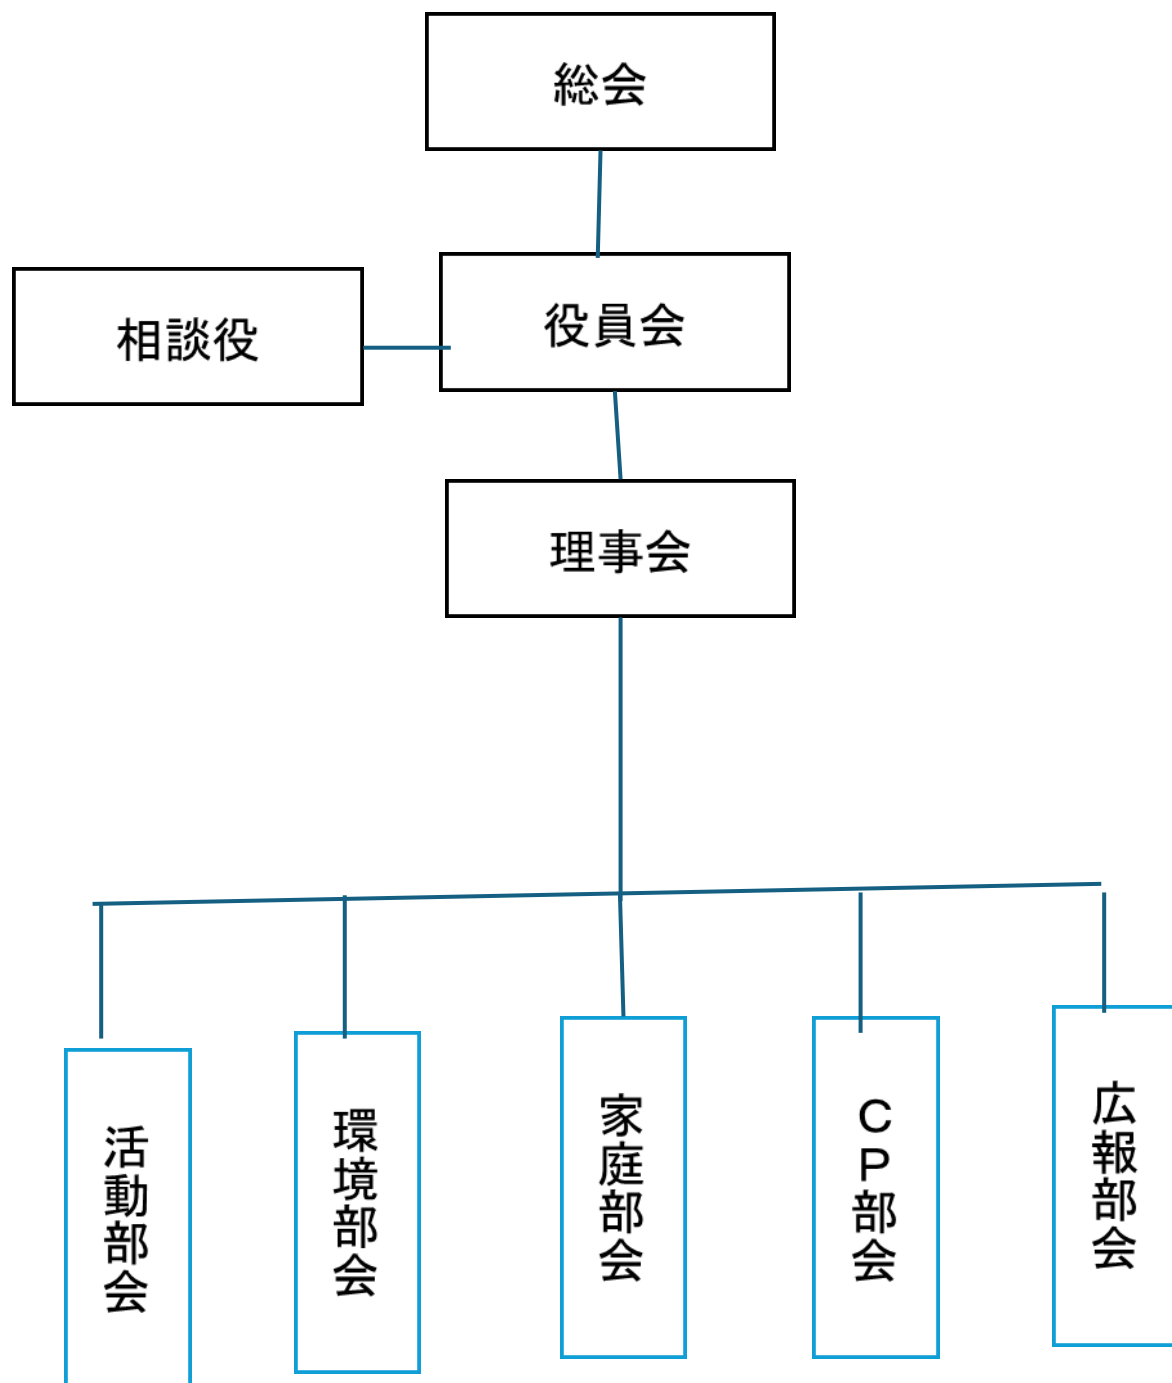 総会
相談役
役員会
理事会
活動部会
環境部会
家庭部会
ＣＰ部会
広報部会